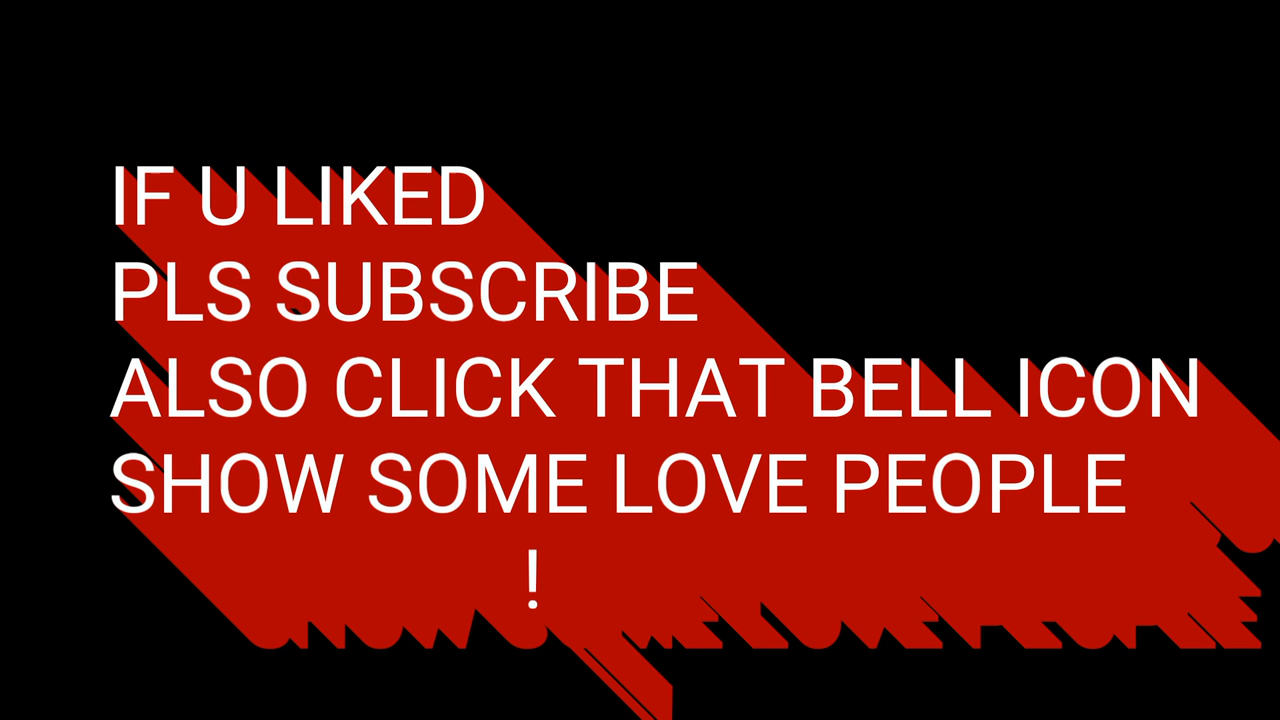 IF U LIKED
PLS SUBSCRIBE
ALSO CLICK THAT BELL ICON
SHOW SOME LOVE PEOPLE
!